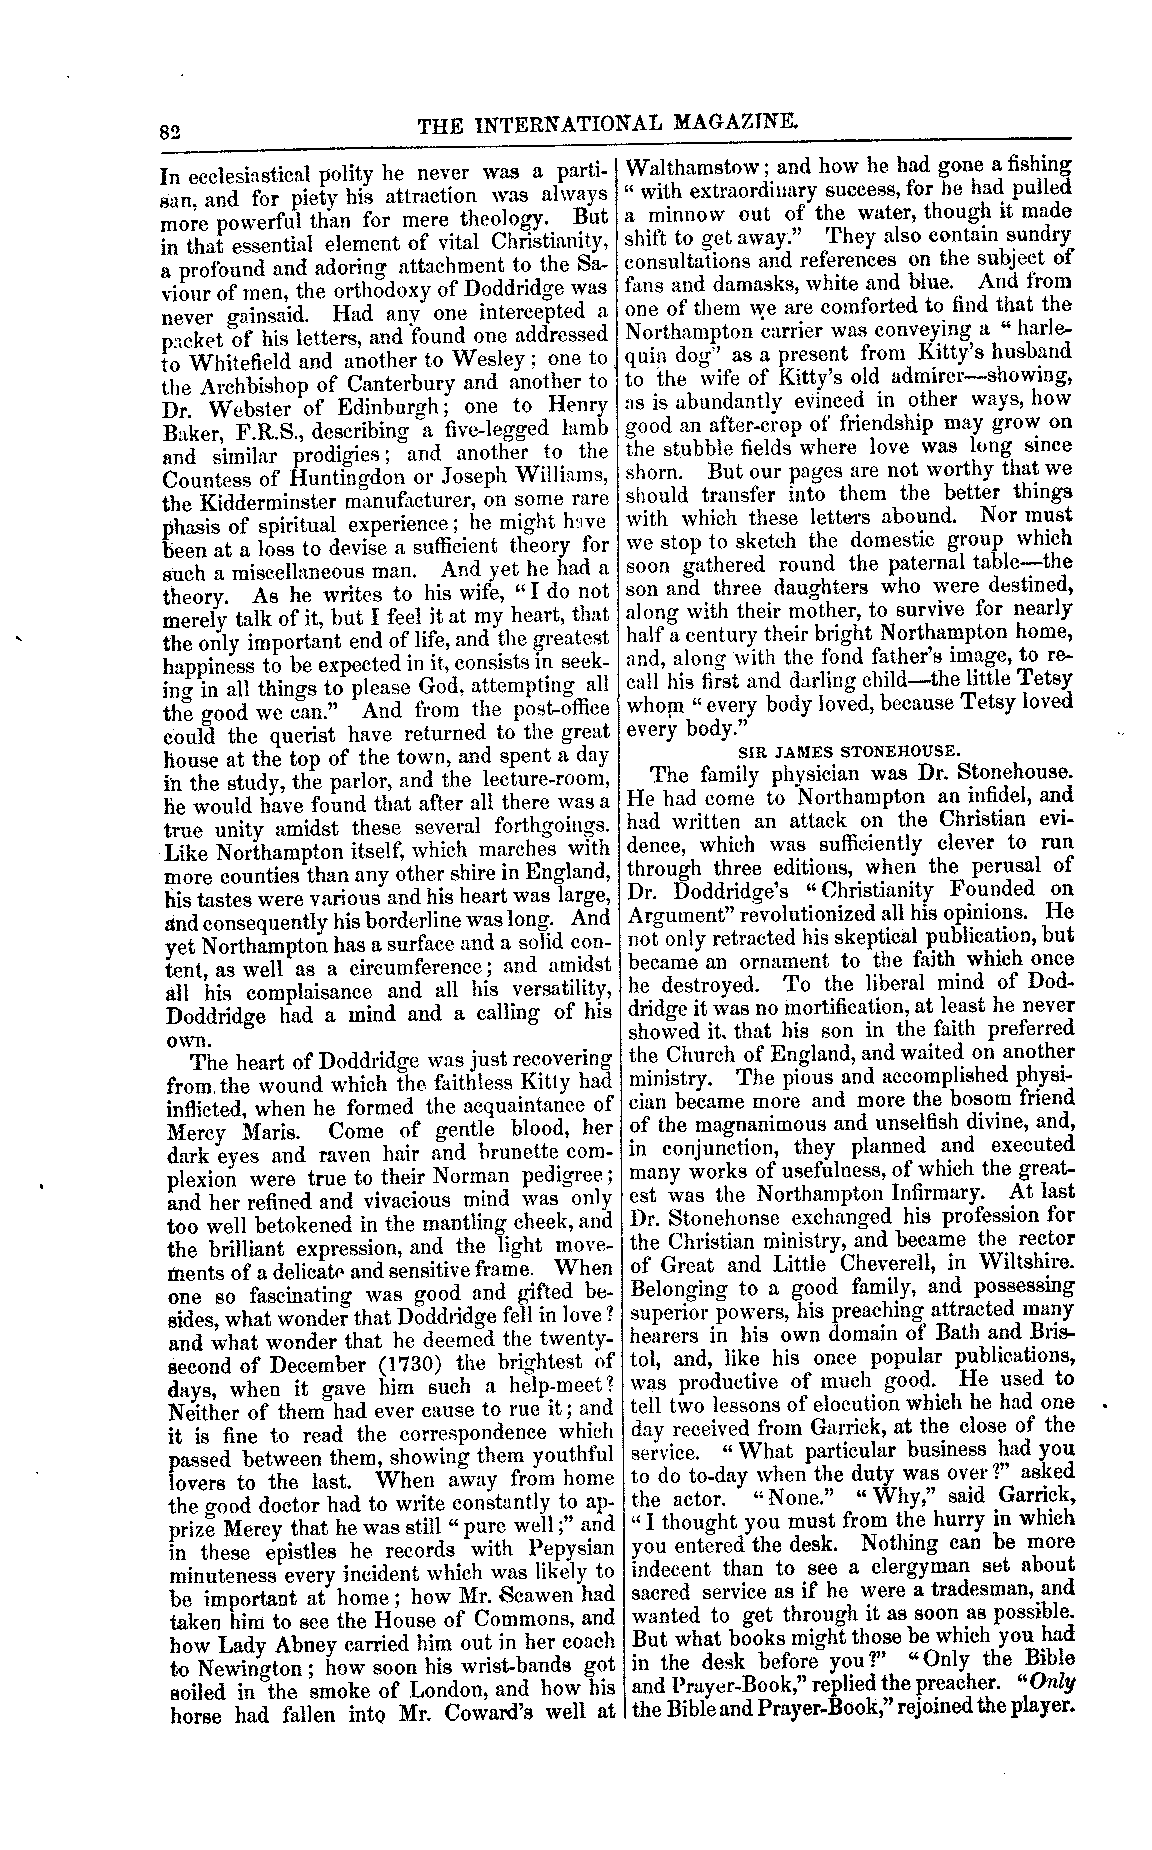 82
THE INTERNATIONAL MAGAZINE.
In ecclesiastical polity he never was a parti-
san, and for piety his attraction was always
more powerful than for mere theology. But
in that essential element of vital Christianity,
a profound and adoring attachment to the Sa-
viour of men, the orthodoxy of Doddridge was
never gainsaid. Had any one intercepted a
packet of his letters, and found one addressed
to Whitefield and another to Wesley; one to
the Archbishop of Canterbury and another to
Dr. Webster of Edinburgh; one to Henry
Baker, F.R.S., describing a five-legged lamb
and similar prodigies; and another to the
Countess of Huntingdon or Joseph Williams,
the Kidderminster manufacturer, on some rare
phasis of spiritual experience; he might have
been at a loss to devise a sufficient theory for
such a miscellaneous man. And yet he had a
theory. As he writes to his wife, "I do not
merely talk of it, but I feel it at my heart, that
the only important end of life, and the greatest
happiness to be expected in it, consists in seek-
ing in all things to please God, attempting all
the good we can." And from the post-office
could the querist have returned to the great
house at the top of the town, and spent a day
in the study, the parlor, and the lecture-room,
he would have found that after all there was a
true unity amidst these several forthgoings.
Like Northampton itself, which marches with
more counties than any other shire in England,
his tastes were various and his heart was large,
and consequently his borderline was long. And
yet Northampton has a surface and a solid con-
tent, as well as a circumference; and amidst
all his complaisance and all his versatility,
Doddridge had a mind and a calling of his
own.
The heart of Doddridge was just recovering
from the wound which the faithless Kitty had
inflicted, when he formed the acquaintance of
Mercy Maris. Come of gentle blood, her
dark eyes and raven hair and brunette com-
plexion were true to their Norman pedigree;
and her refined and vivacious mind was only
too well betokened in the mantling cheek, and
the brilliant expression, and the light move-
ments of a delicate and sensitive frame. When
one so fascinating was good and gifted be-
sides, what wonder that Doddridge fell in love?
and what wonder that he deemed the twenty-
second of December (1730) the brightest of
days, when it gave him such a help-meet?
Neither of them had ever cause to rue it; and
it is fine to read the correspondence which
passed between them, showing them youthful
lovers to the last. When away from home
the good doctor had to write constantly to ap-
prize Mercy that he was still "pure well;" and
in these epistles he records with Pepysian
minuteness every incident which was likely to
be important at home; how Mr. Scawen had
taken him to see the House of Commons, and
how Lady Abney carried him out in her coach
to Newington; how soon his wrist-bands got
soiled in the smoke of London, and how his
horse had fallen into Mr. Coward's well at
Walthamstow; and how he had gone a fishing
"with extraordinary success, for he had pulled
a minnow out of the water, though it made
shift to get away." They also contain sundry
consultations and references on the subject of
fans and damasks, white and blue. And from
one of them we are comforted to find that the
Northampton carrier was conveying a "harle-
quin dog" as a present from Kitty's husband
to the wife of Kitty's old admirer—showing,
as is abundantly evinced in other ways, how
good an after-crop of friendship may grow on
the stubble fields where love was long since
shorn. But our pages are not worthy that we
should transfer into them the better things
with which these letters abound. Nor must
we stop to sketch the domestic group which
soon gathered round the paternal table—the
son and three daughters who were destined,
along with their mother, to survive for nearly
half a century their bright Northampton home,
and, along with the fond father's image, to re-
call his first and darling child—the little Tetsy
whom "every body loved, because Tetsy loved
every body."
SIR JAMES STONEHOUSE.
The family physician was Dr. Stonehouse.
He had come to Northampton an infidel, and
had written an attack on the Christian evi-
dence, which was sufficiently clever to run
through three editions, when the perusal of
Dr. Doddridge's "Christianity Founded on
Argument" revolutionized all his opinions. He
not only retracted his skeptical publication, but
became an ornament to the faith which once
he destroyed. To the liberal mind of Dod-
dridge it was no mortification, at least he never
showed it, that his son in the faith preferred
the Church of England, and waited on another
ministry. The pious and accomplished physi-
cian became more and more the bosom friend
of the magnanimous and unselfish divine, and,
in conjunction, they planned and executed
many works of usefulness, of which the great-
est was the Northampton Infirmary. At last
Dr. Stonehonse exchanged his profession for
the Christian ministry, and became the rector
of Great and Little Cheverell, in Wiltshire.
Belonging to a good family, and possessing
superior powers, his preaching attracted many
hearers in his own domain of Bath and Bris-
tol, and, like his once popular publications,
was productive of much good. He used to
tell two lessons of elocution which he had one
day received from Garrick, at the close of the
service. "What particular business had you
to do to-day when the duty was over?" asked
the actor. "None." "Why," said Garrick,
"I thought you must from the hurry in which
you entered the desk. Nothing can be more
indecent than to see a clergyman set about
sacred service as if he were a tradesman, and
wanted to get through it as soon as possible.
But what books might those be which you had
in the desk before you?" "Only the Bible
and Prayer-Book," replied the preacher. "Only
the Bible and Prayer-Book," rejoined the player.